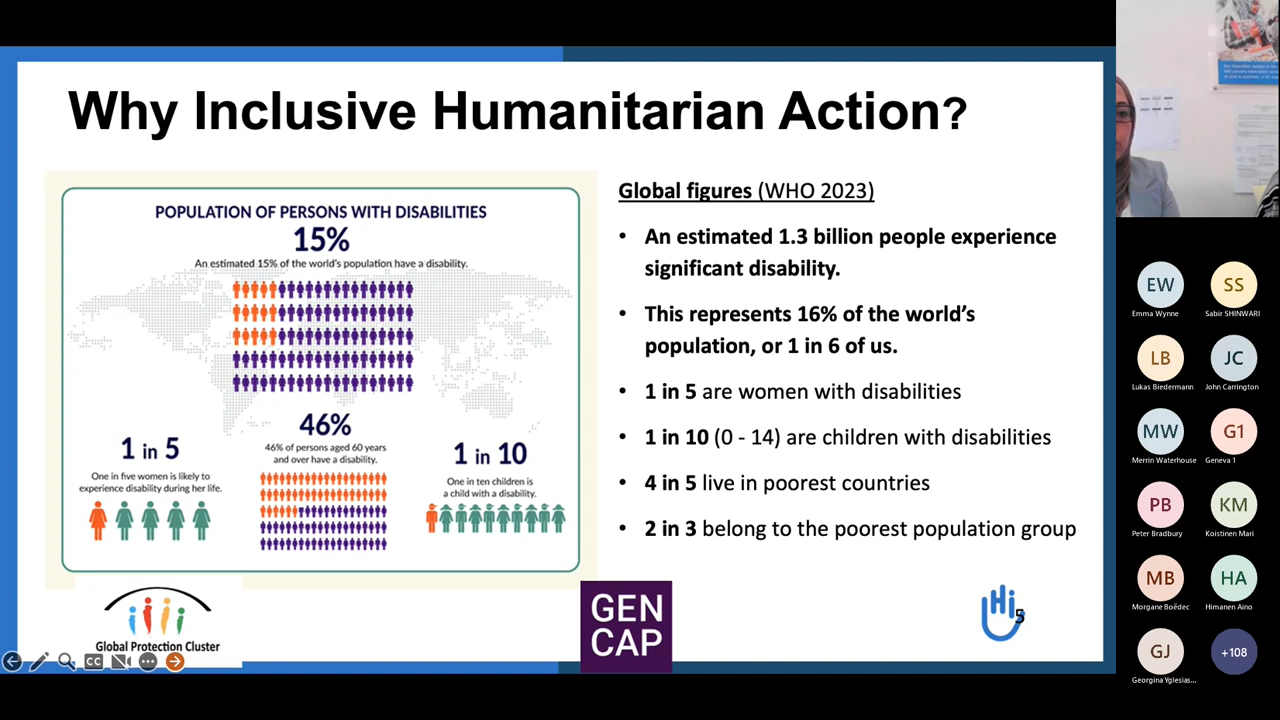 Why Inclusive Humanitarian Action?
POPULATION OF PERSONS WITH DISABILITIES
15%
An estimated 15% of the world's population have a disability.
46%
46% of persons aged 60 years
and over have a disability.
1 in 5
One in five women is likely to
experience disability during her life.
1 in 10
One in ten children is
a child with a disability.
Global figures (WHO 2023)
• An estimated 1.3 billion people experience
significant disability.
• This represents 16% of the world's
population, or 1 in 6 of us.
• 1 in 5 are women with disabilities
• 1 in 10 (0 - 14) are children with disabilities
• 4 in 5 live in poorest countries
• 2 in 3 belong to the poorest population group
Global Protection Cluster
GEN
CAP
Hi
5
CC
EW
Emma Wynne
SS
Sabir SHINWARI
LB
Lukas Biedermann
JC
John Carrington
MW
Merrin Waterhouse
G1
Geneva 1
PB
Peter Bradbury
KM
Koistinen Mari
MB
Morgane Boëdec
HA
Himanen Aino
GJ
Georgina Yglesias...
+108